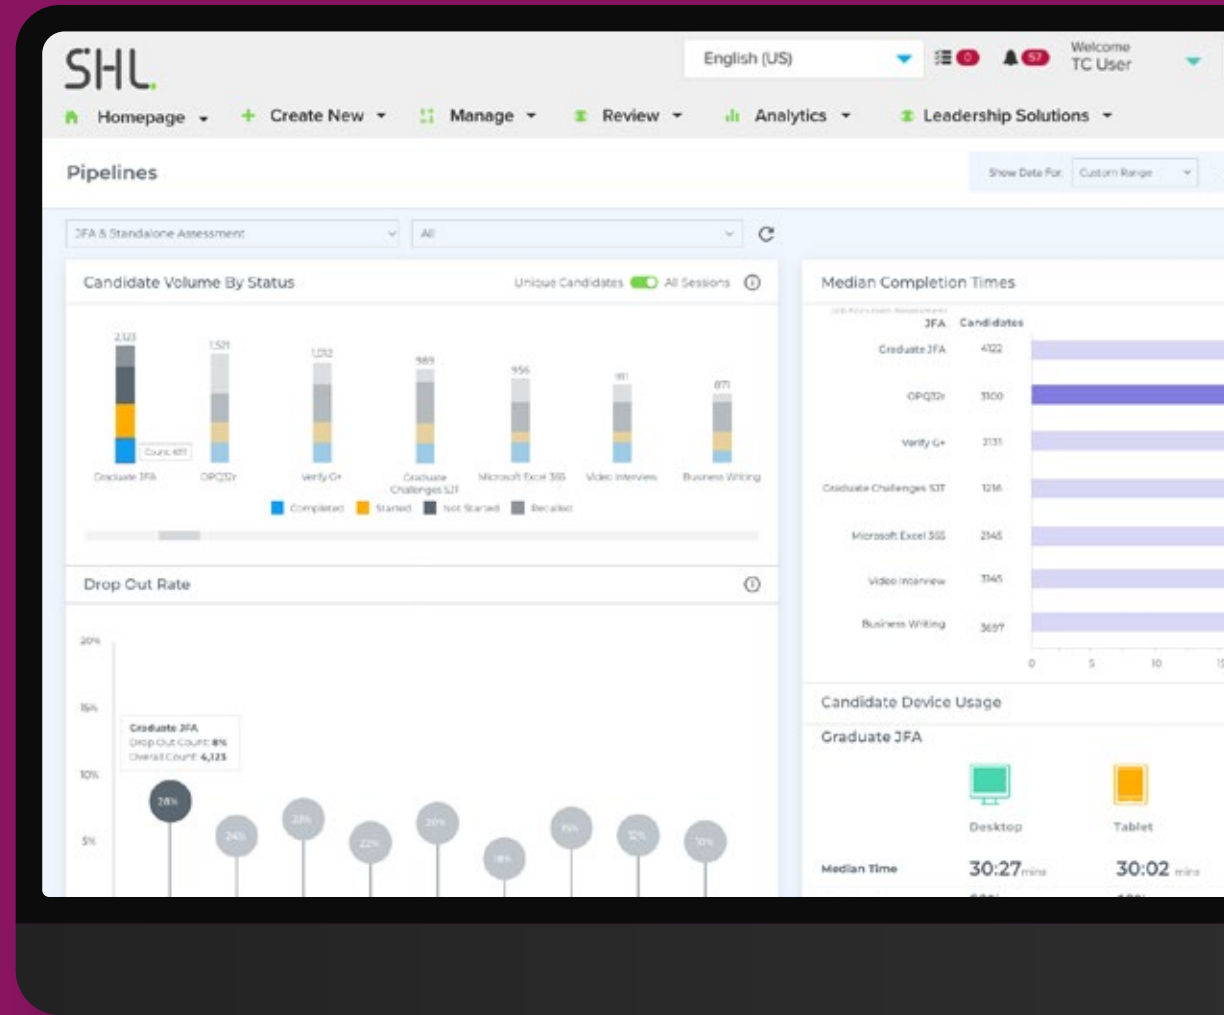 SHL.
English (US)
0
57
Welcome
TC User
Homepage
Create New
Manage
Review
Analytics
Leadership Solutions
Pipelines
Show Data For:
Custom Range
JFA & Standalone Assessment
All
Candidate Volume By Status
Unique Candidates
All Sessions
2,123
1,521
1,012
989
956
911
871
Graduate JFA
OPQ32r
Verify G+
Graduate
Challenges SJT
Microsoft Excel 365
Video Interview
Business Writing
Completed
Started
Not Started
Recalled
Drop Out Rate
20%
15%
10%
5%
Graduate JFA
Drop Out Count: 8%
Overall Count: 4,123
28%
24%
22%
20%
18%
15%
12%
10%
Median Completion Times
JFA Candidates
Graduate JFA 4122
OPQ32r 3100
Verify G+ 2131
Graduate Challenges SJT 1216
Microsoft Excel 365 2145
Video Interview 3145
Business Writing 3697
0 5 10
Candidate Device Usage
Graduate JFA
Desktop Tablet
Median Time 30:27 mins 30:02 mins